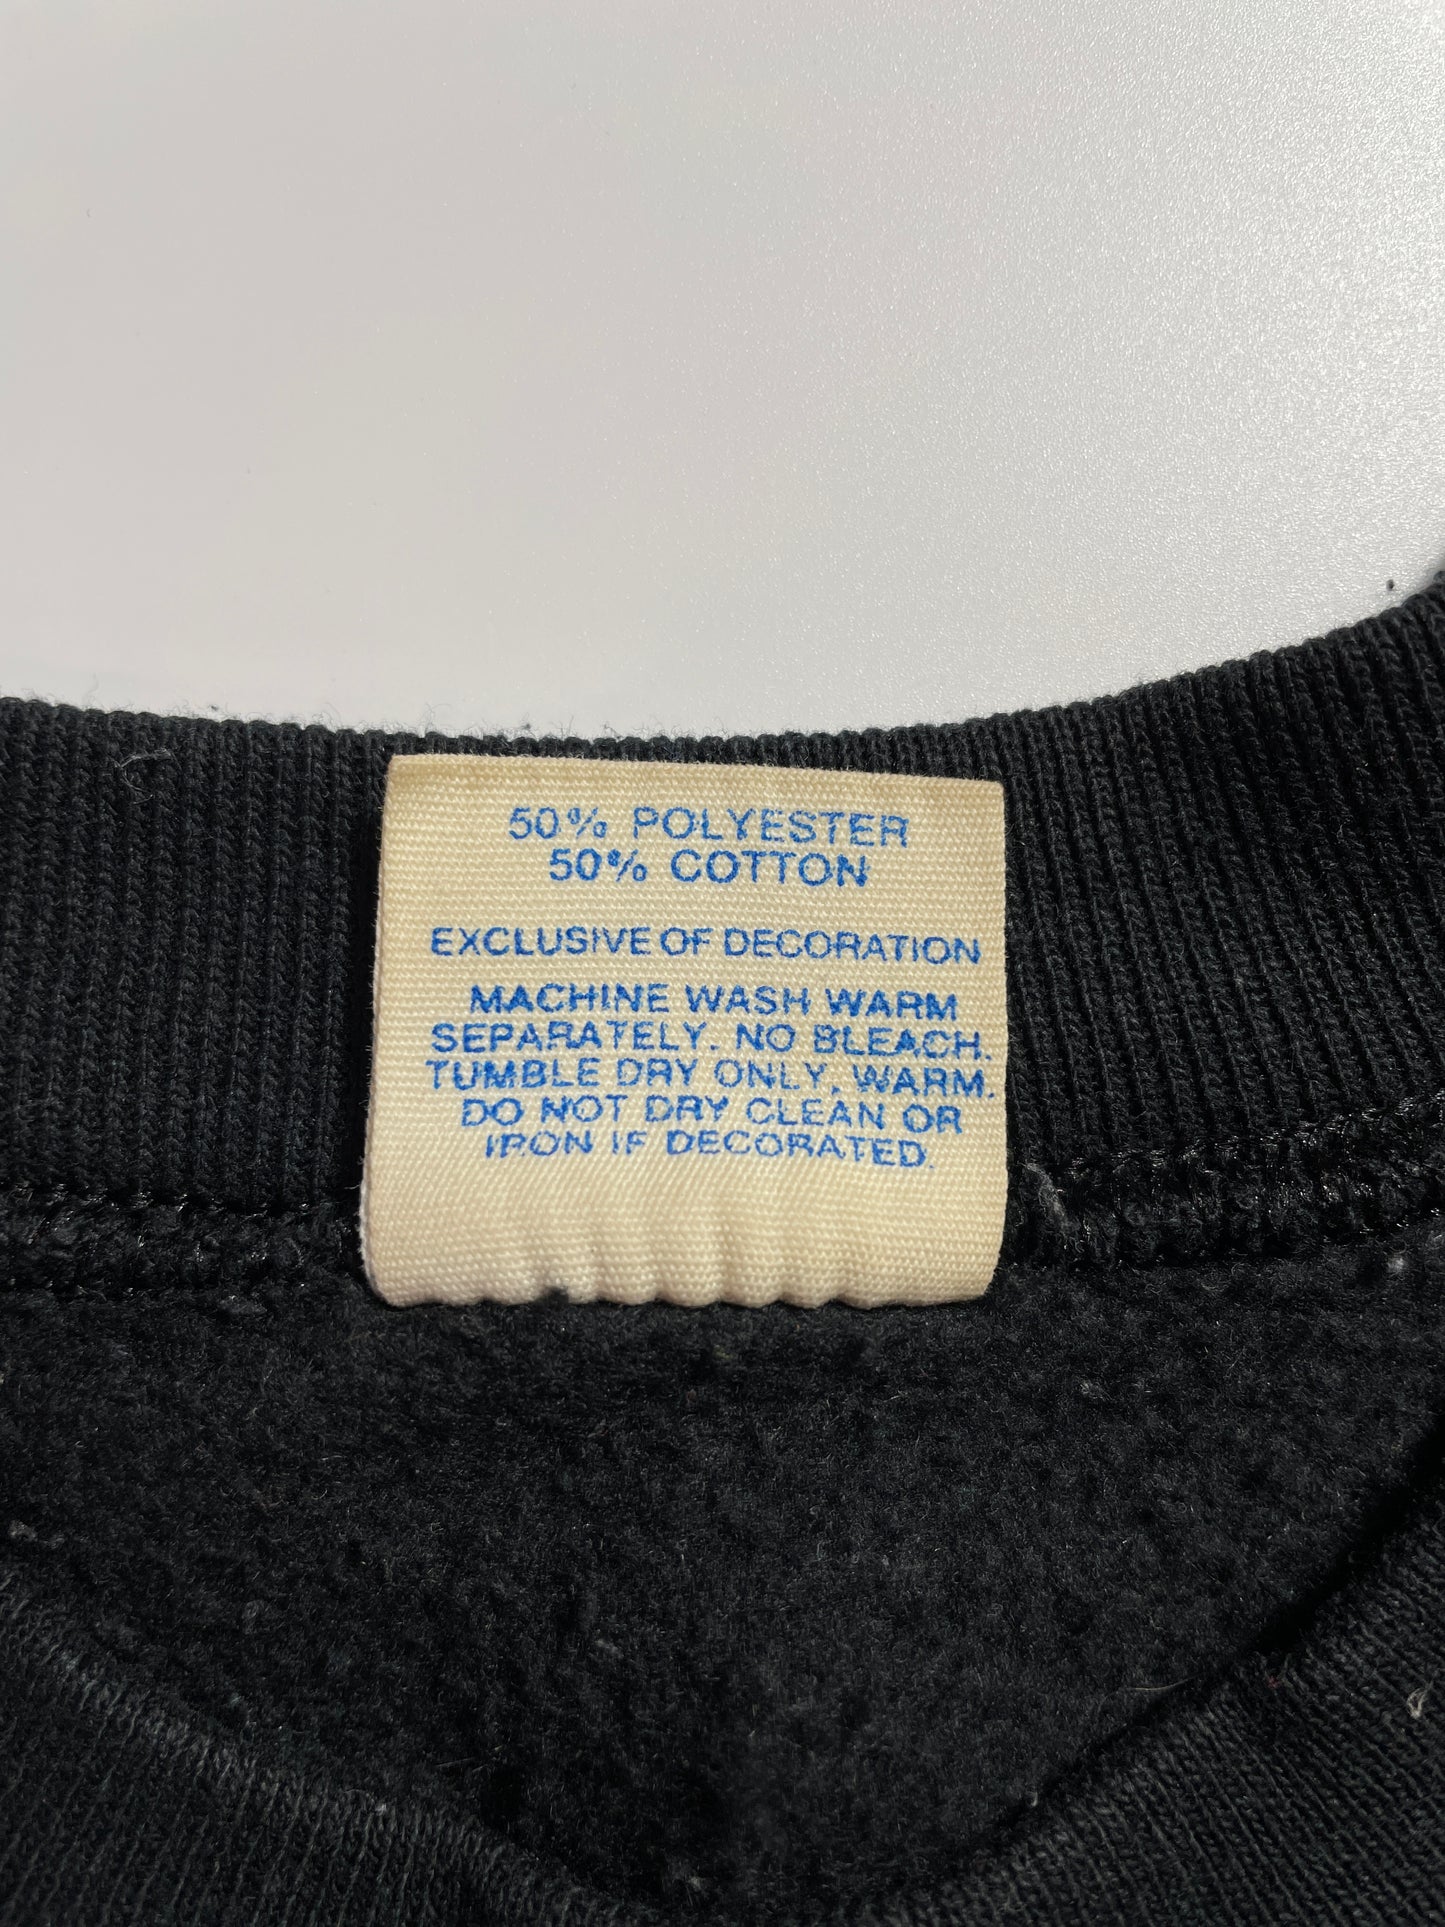 50% POLYESTER
50% COTTON
EXCLUSIVE OF DECORATION
MACHINE WASH WARM
SEPARATELY. NO BLEACH.
TUMBLE DRY ONLY, WARM.
DO NOT DRY CLEAN OR
IRON IF DECORATED.